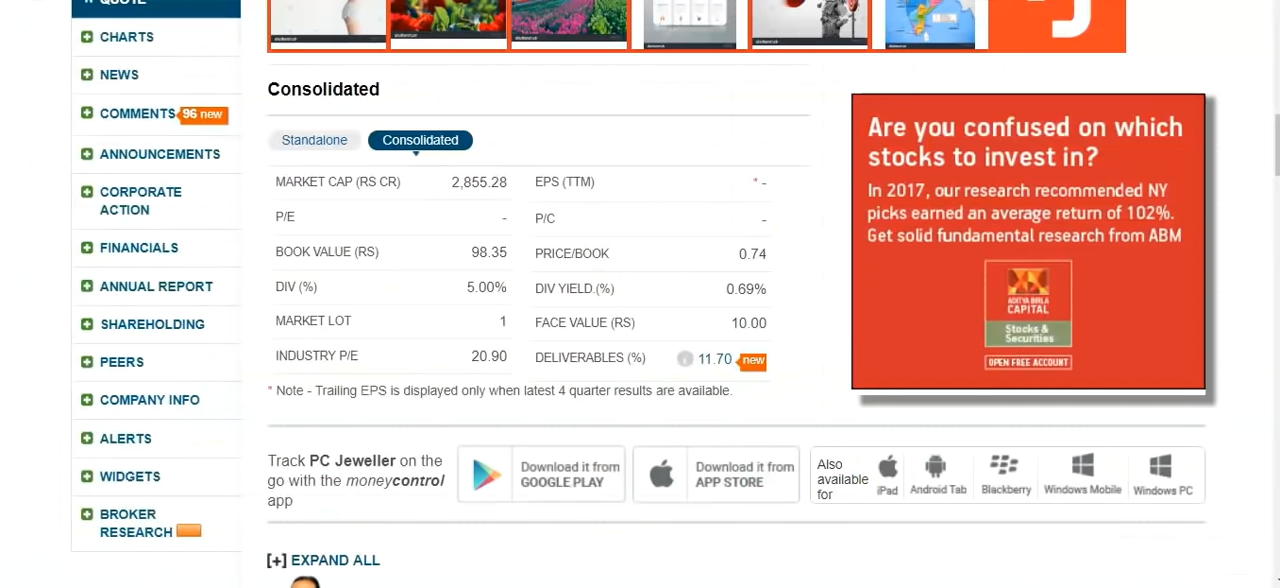 QUOTE
CHARTS
NEWS
COMMENTS 96 new
ANNOUNCEMENTS
CORPORATE
ACTION
FINANCIALS
ANNUAL REPORT
SHAREHOLDING
PEERS
COMPANY INFO
ALERTS
WIDGETS
BROKER
RESEARCH
Consolidated
Standalone Consolidated
MARKET CAP (RS CR) 2,855.28 EPS (TTM) * -
P/E - P/C -
BOOK VALUE (RS) 98.35 PRICE/BOOK 0.74
DIV (%) 5.00% DIV YIELD.(%) 0.69%
MARKET LOT 1 FACE VALUE (RS) 10.00
INDUSTRY P/E 20.90 DELIVERABLES (%) 11.70 new
* Note - Trailing EPS is displayed only when latest 4 quarter results are available.
Are you confused on which
stocks to invest in?
In 2017, our research recommended NY
picks earned an average return of 102%.
Get solid fundamental research from ABM
ADITYA BIRLA
CAPITAL
Stocks &
Securities
OPEN FREE ACCOUNT
Track PC Jeweller on the
go with the moneycontrol
app
Download it from
GOOGLE PLAY
Download it from
APP STORE
Also
available
for
iPad Android Tab Blackberry Windows Mobile Windows PC
[+] EXPAND ALL